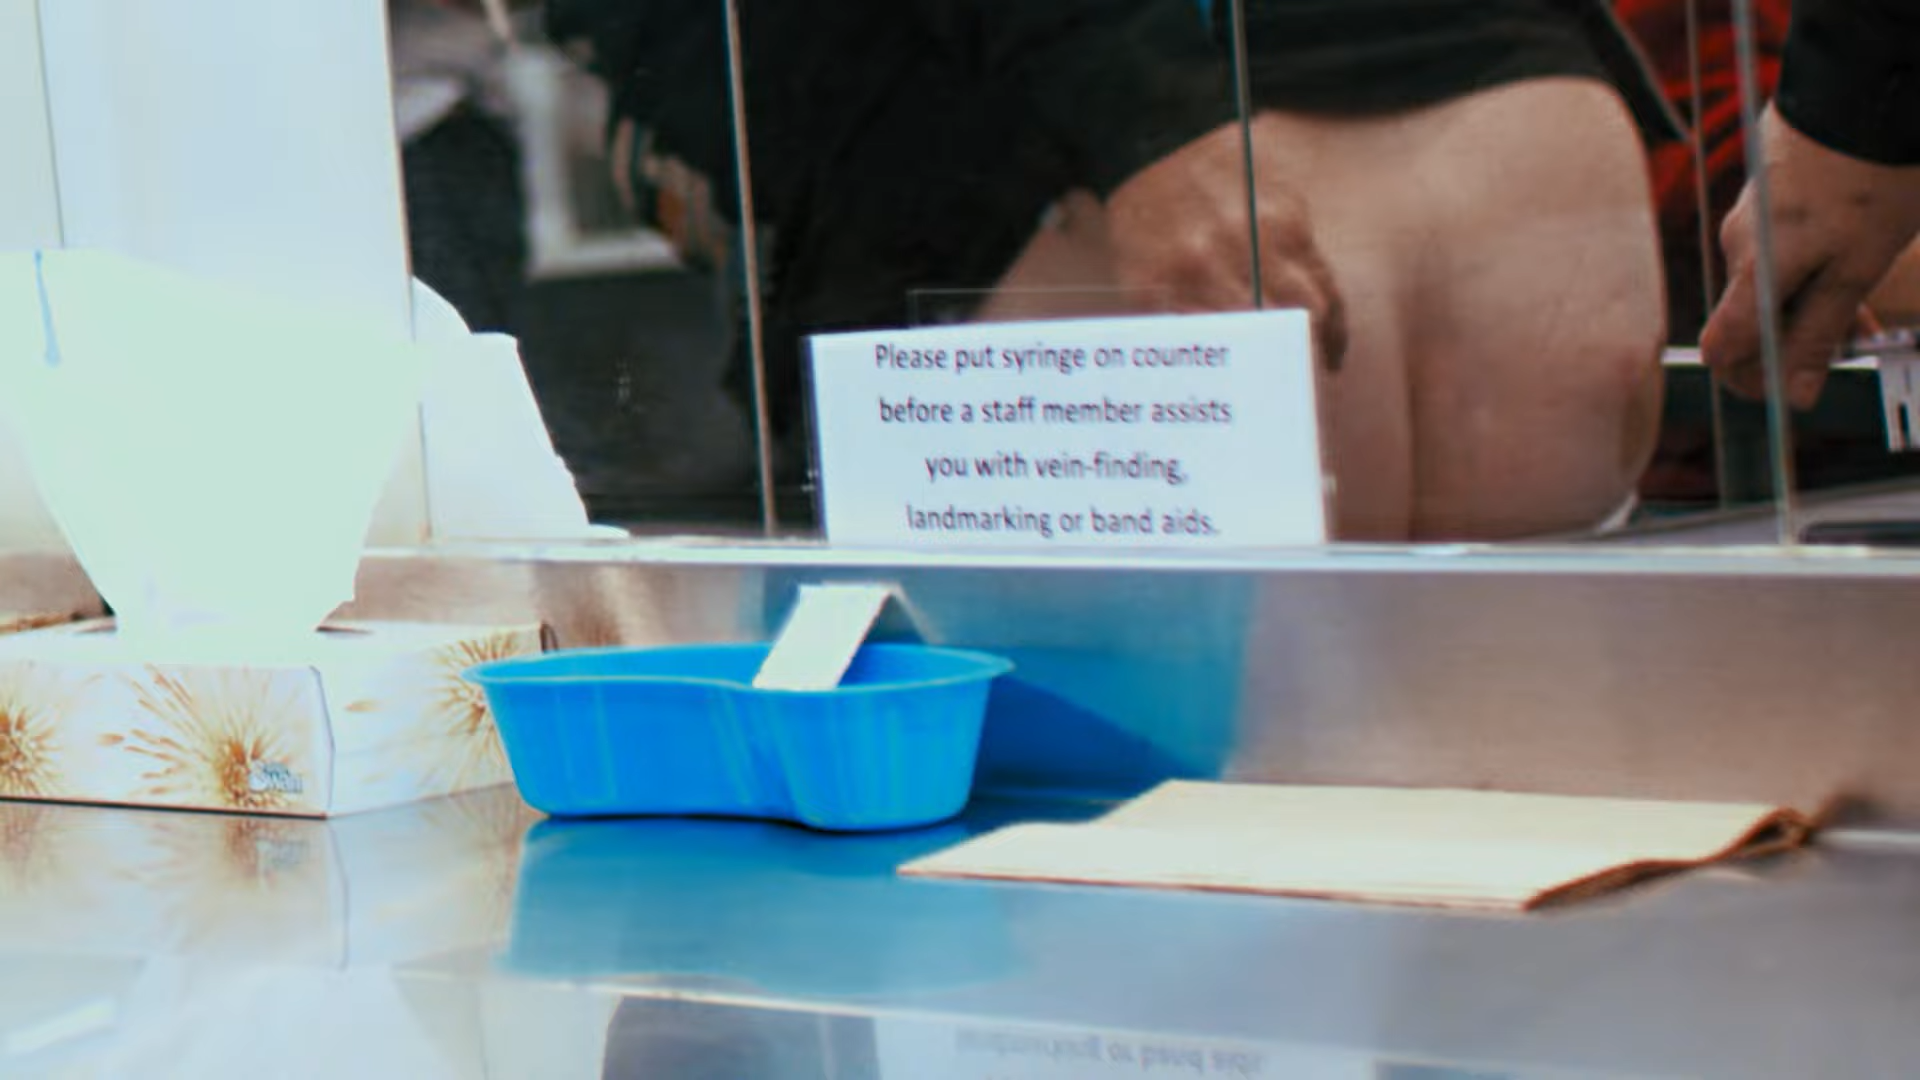 Please put syringe on counter
before a staff member assists
you with vein-finding,
landmarking or band aids.